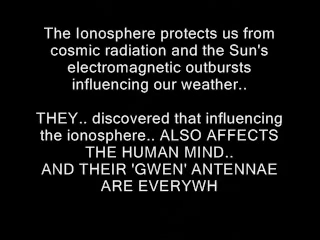 The Ionosphere protects us from
cosmic radiation and the Sun's
electromagnetic outbursts
influencing our weather..
THEY.. discovered that influencing
the ionosphere.. ALSO AFFECTS
THE HUMAN MIND..
AND THEIR 'GWEN' ANTENNAE
ARE EVERYWH